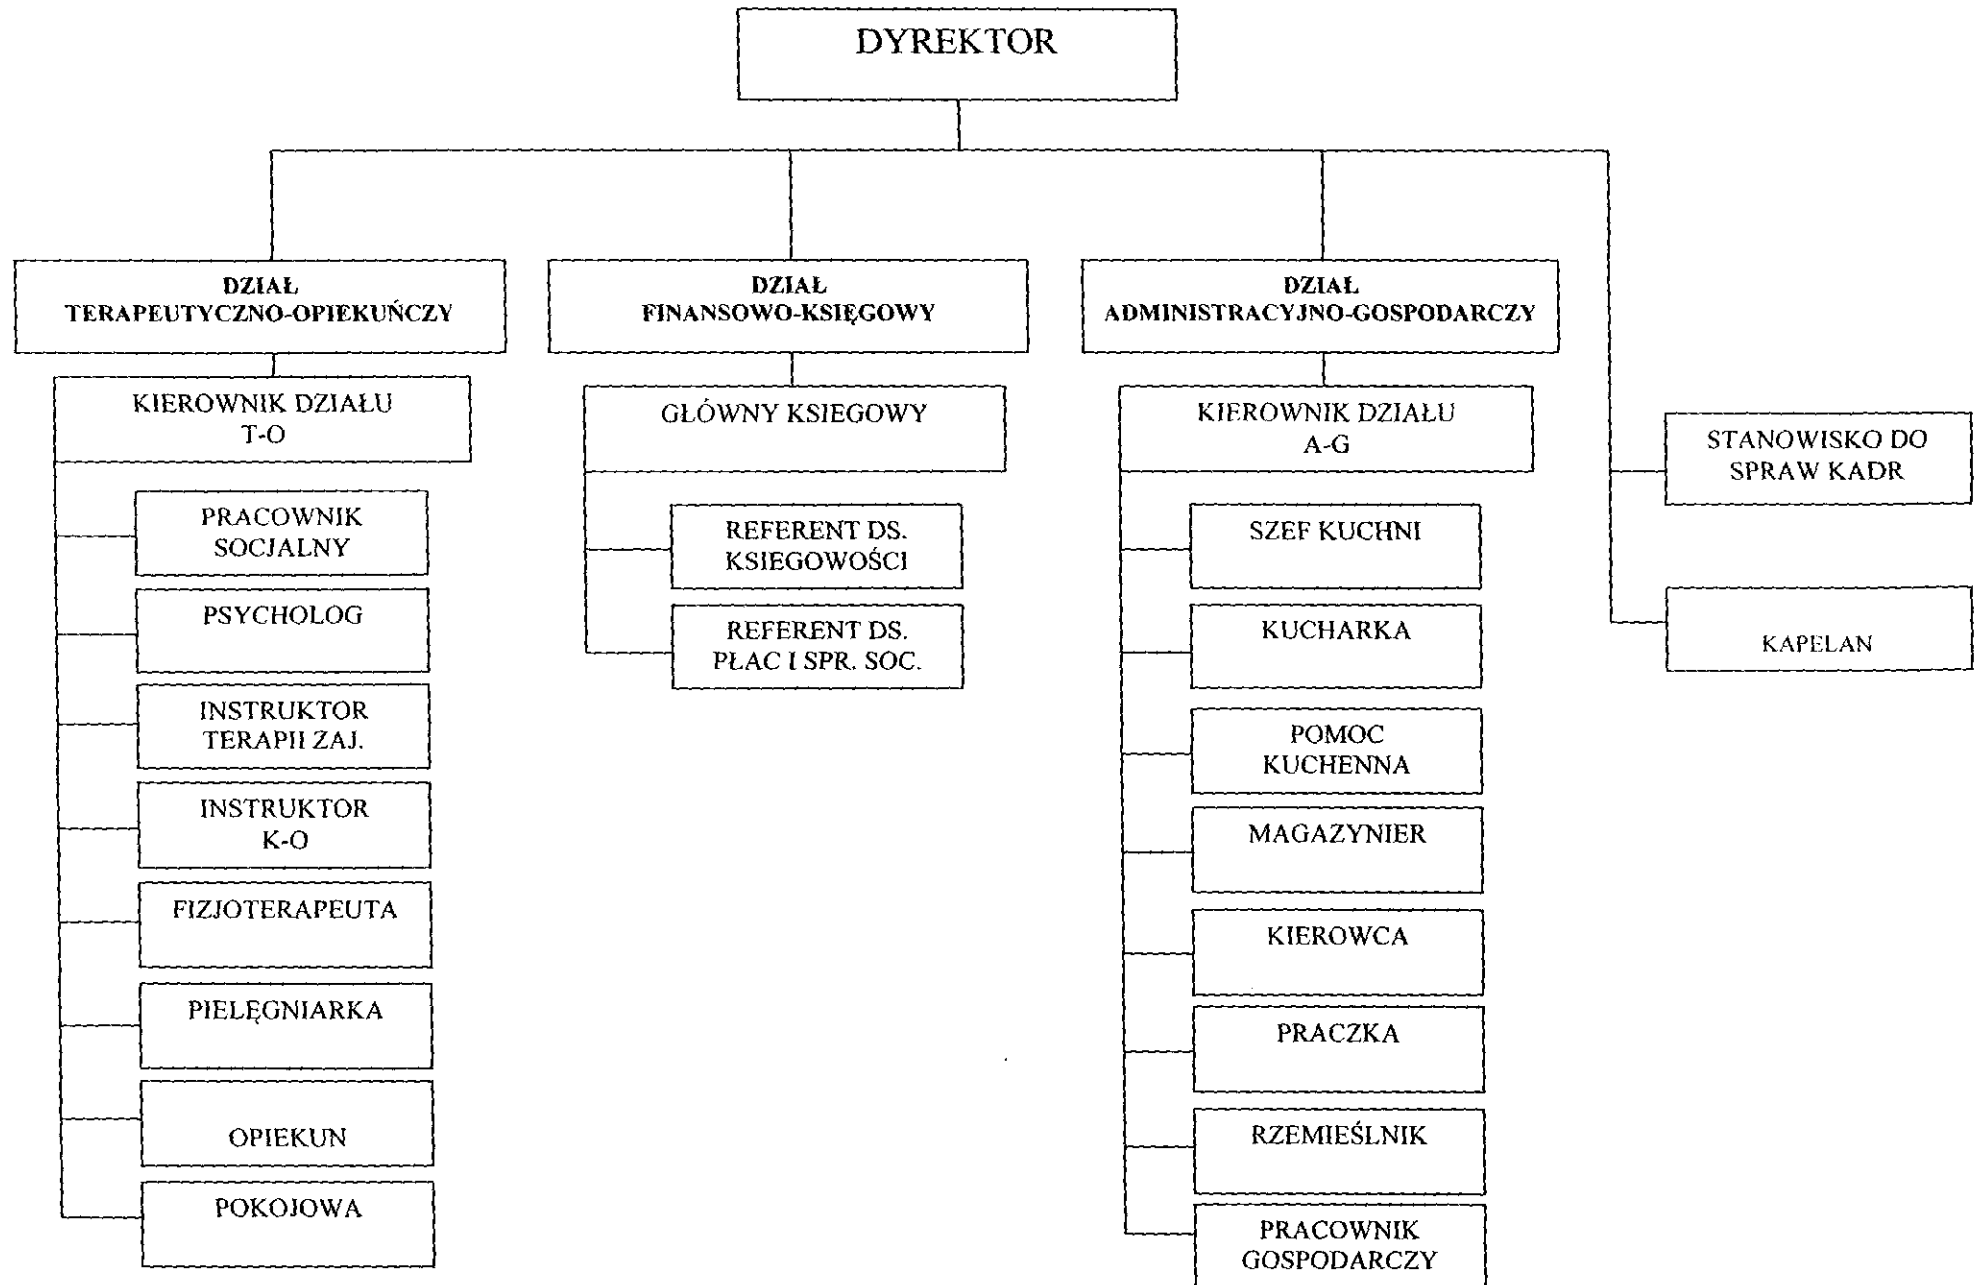 DYREKTOR
DZIAŁ
TERAPEUTYCZNO-OPIEKUŃCZY
KIEROWNIK DZIAŁU
T-O
PRACOWNIK
SOCJALNY
PSYCHOLOG
INSTRUKTOR
TERAPII ZAJ.
INSTRUKTOR
K-O
FIZJOTERAPEUTA
PIELĘGNIARKA
OPIEKUN
POKOJOWA
DZIAŁ
FINANSOWO-KSIĘGOWY
GŁÓWNY KSIEGOWY
REFERENT DS.
KSIEGOWOŚCI
REFERENT DS.
PŁAC I SPR. SOC.
DZIAŁ
ADMINISTRACYJNO-GOSPODARCZY
KIEROWNIK DZIAŁU
A-G
SZEF KUCHNI
KUCHARKA
POMOC
KUCHENNA
MAGAZYNIER
KIEROWCA
PRACZKA
RZEMIEŚLNIK
PRACOWNIK
GOSPODARCZY
STANOWISKO DO
SPRAW KADR
KAPELAN